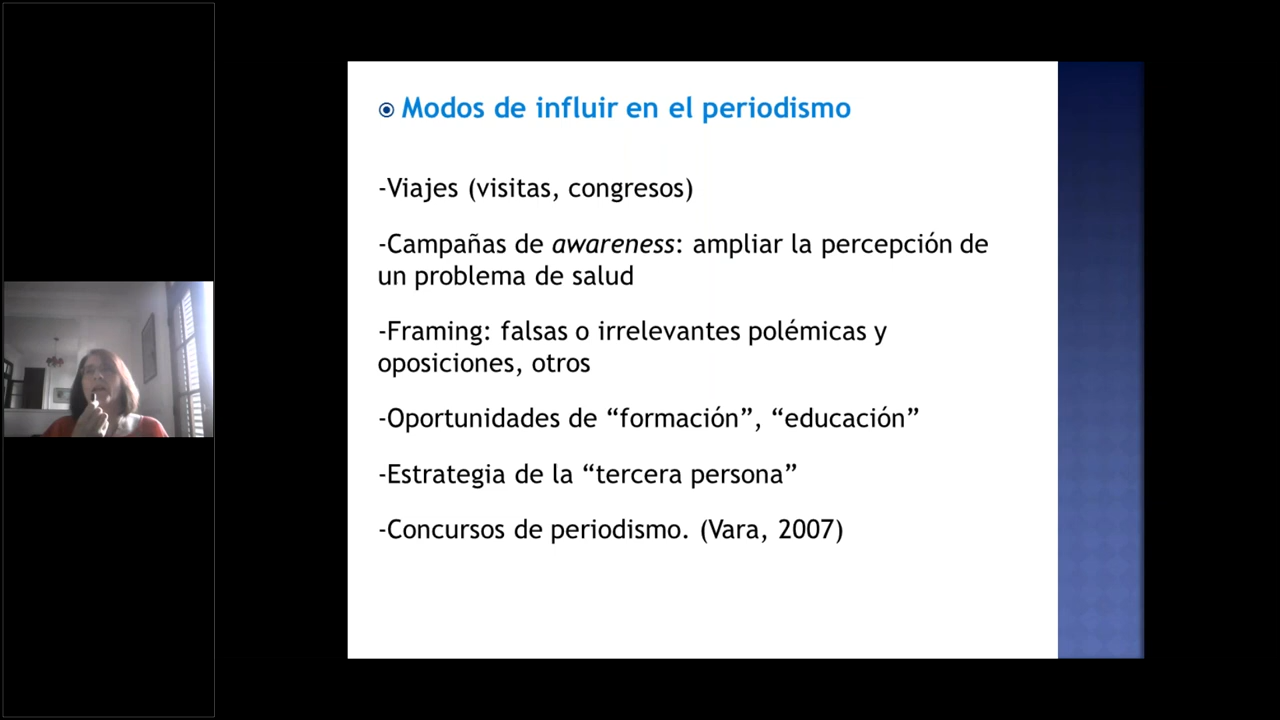 Modos de influir en el periodismo
-Viajes (visitas, congresos)
-Campañas de awareness: ampliar la percepción de
un problema de salud
-Framing: falsas o irrelevantes polémicas y
oposiciones, otros
-Oportunidades de “formación”, “educación”
-Estrategia de la “tercera persona”
-Concursos de periodismo. (Vara, 2007)